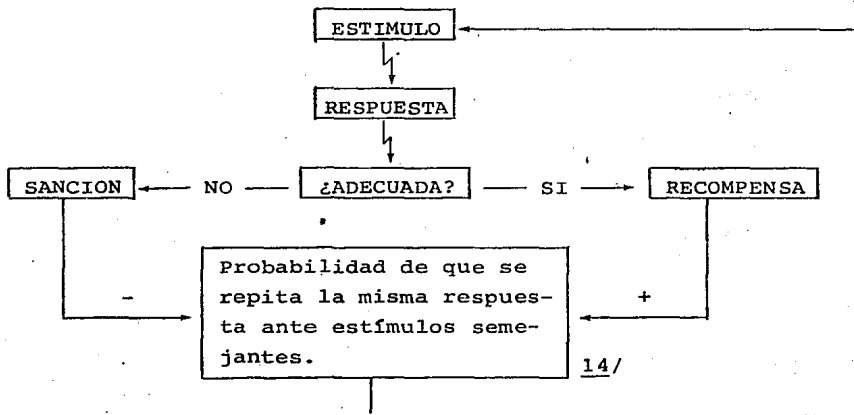 ESTIMULO
RESPUESTA
SANCION NO ¿ADECUADA? SI RECOMPENSA
Probabilidad de que se
- repita la misma respues- +
ta ante estímulos seme-
jantes.
14/